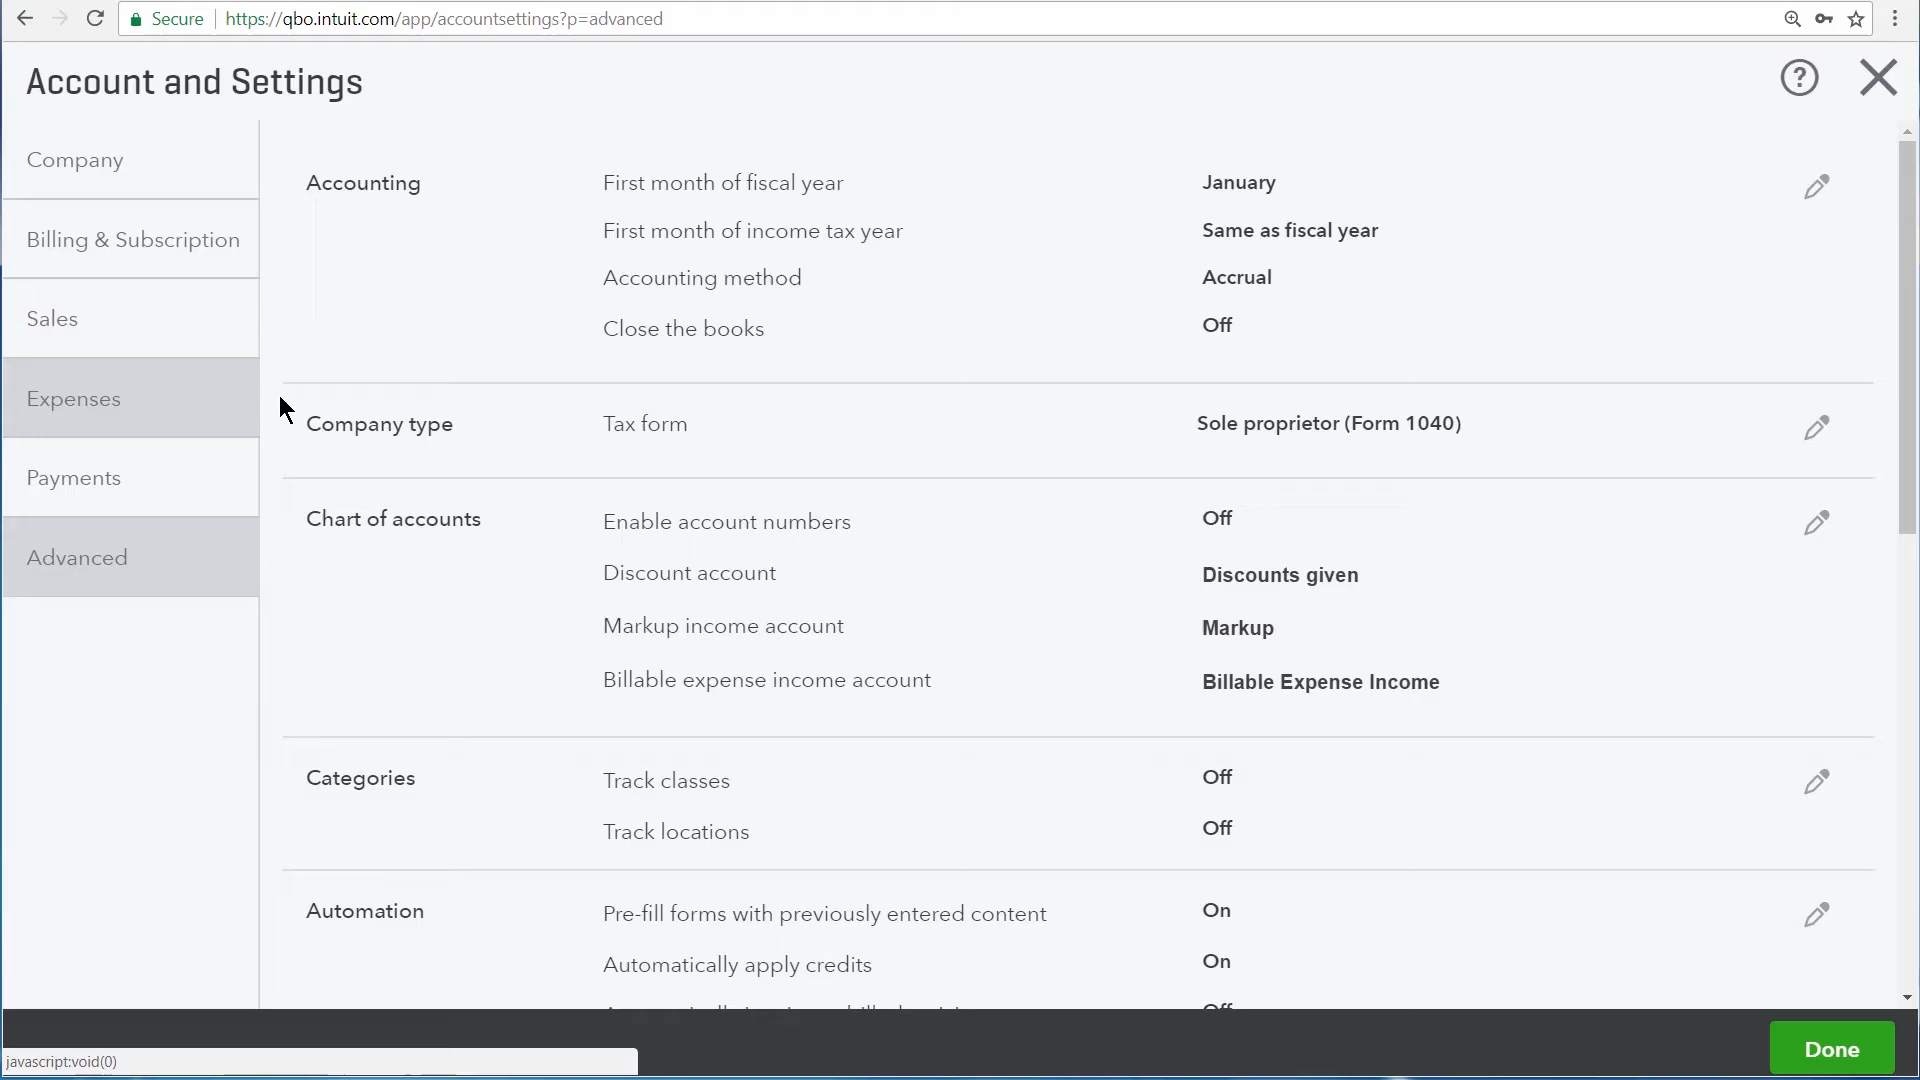 Secure https://qbo.intuit.com/app/accountsettings?p=advanced
Account and Settings
?
Company
Billing & Subscription
Sales
Expenses
Payments
Advanced
Accounting
First month of fiscal year January
First month of income tax year Same as fiscal year
Accounting method Accrual
Close the books Off
Company type
Tax form Sole proprietor (Form 1040)
Chart of accounts
Enable account numbers Off
Discount account Discounts given
Markup income account Markup
Billable expense income account Billable Expense Income
Categories
Track classes Off
Track locations Off
Automation
Pre-fill forms with previously entered content On
Automatically apply credits On
Off
javascript:void(0)
Done